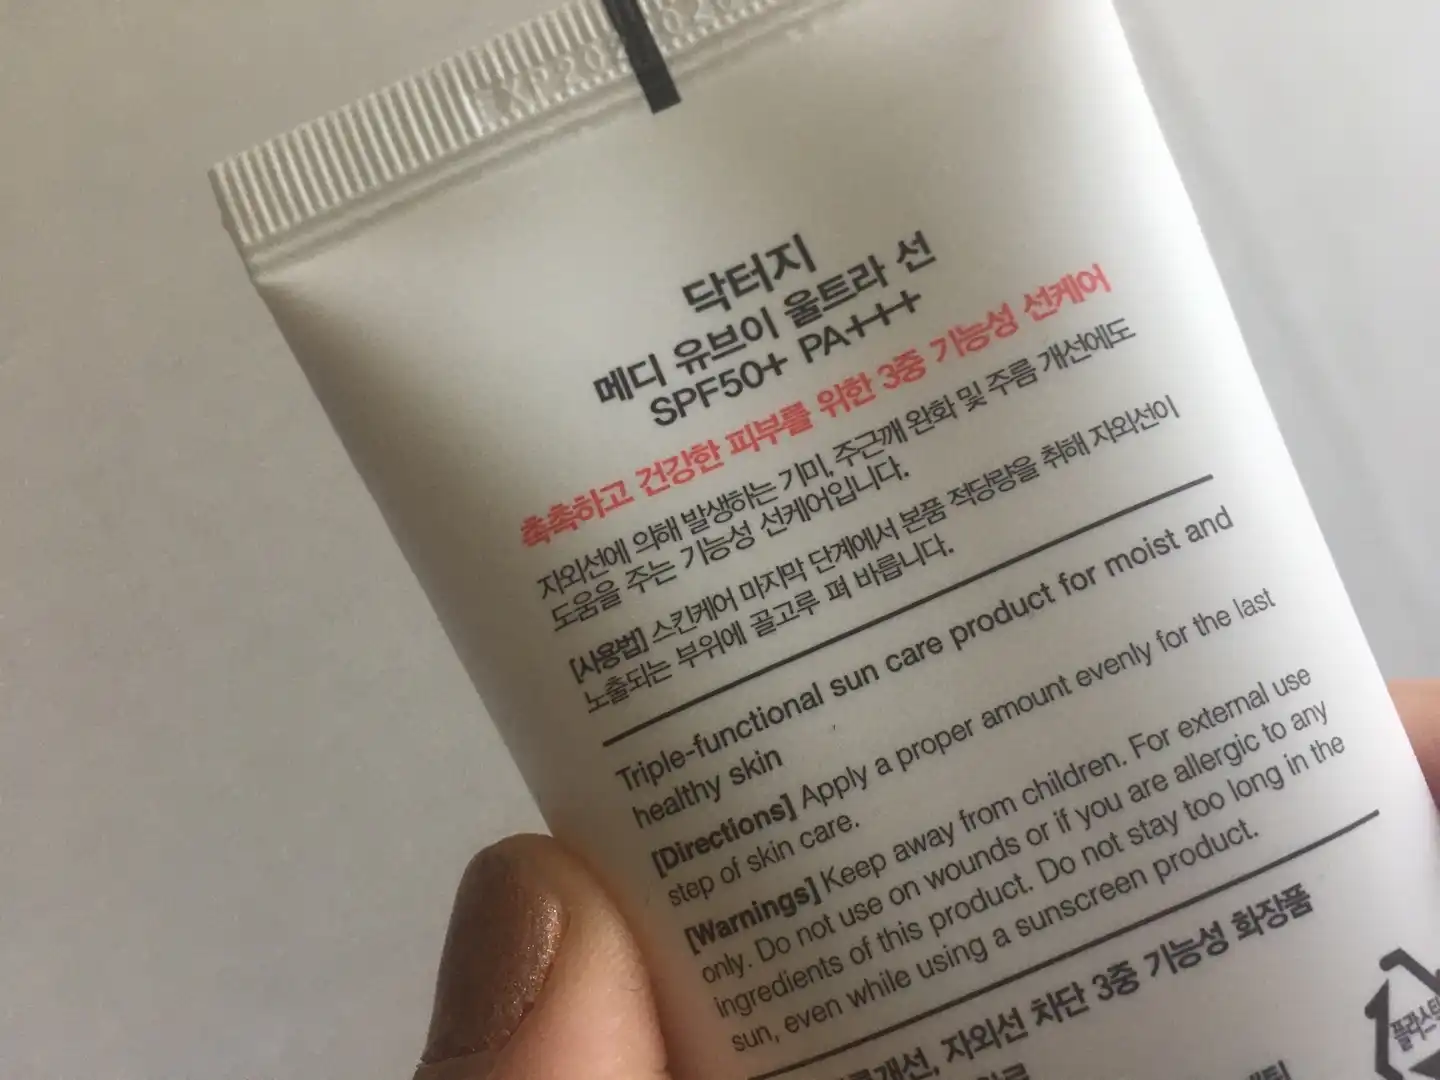 닥터지
메디 유브이 울트라 선
SPF50+ PA+++
촉촉하고 건강한 피부를 위한 3중 기능성 선케어
자외선에 의해 발생하는 기미, 주근깨 완화 및 주름 개선에도
도움을 주는 기능성 선케어입니다.
[사용법] 스킨케어 마지막 단계에서 본품 적당량을 취해 자외선이
노출되는 부위에 골고루 펴 바릅니다.
Triple-functional sun care product for moist and
healthy skin
[Directions] Apply a proper amount evenly for the last
step of skin care.
[Warnings] Keep away from children. For external use
only. Do not use on wounds or if you are allergic to any
ingredients of this product. Do not stay too long in the
sun, even while using a sunscreen product.
자외선 차단 3중 기능성 화장품